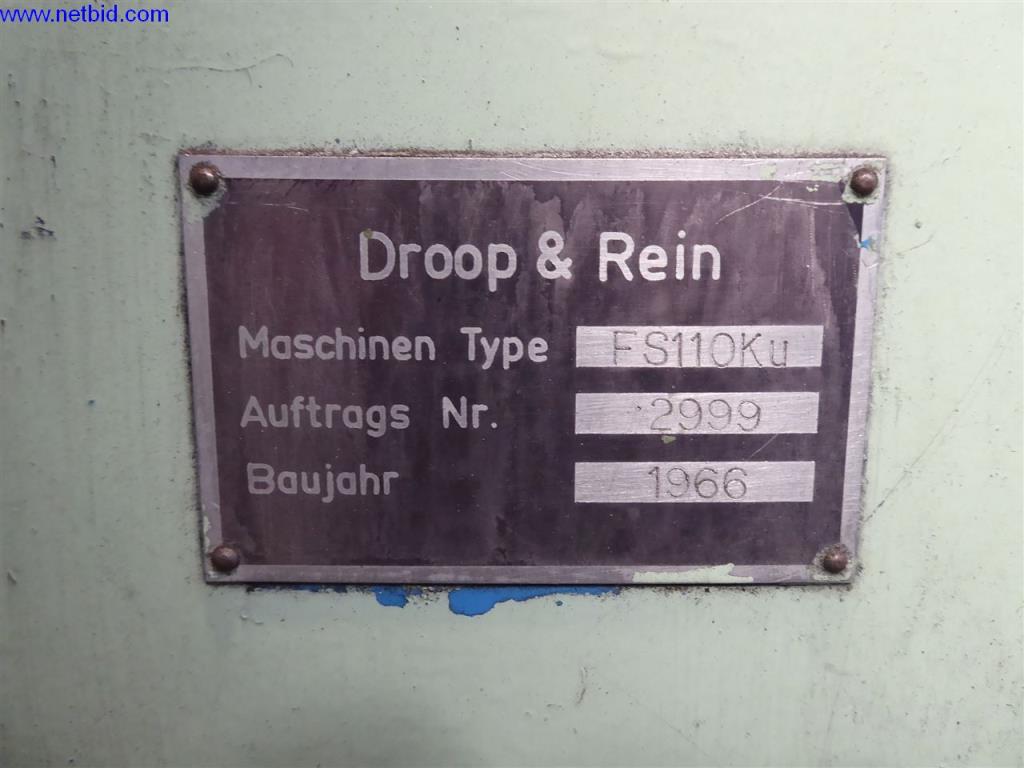 www.netbid.com
Droop & Rein
Maschinen Type FS110Ku
Auftrags Nr. 2999
Baujahr 1966